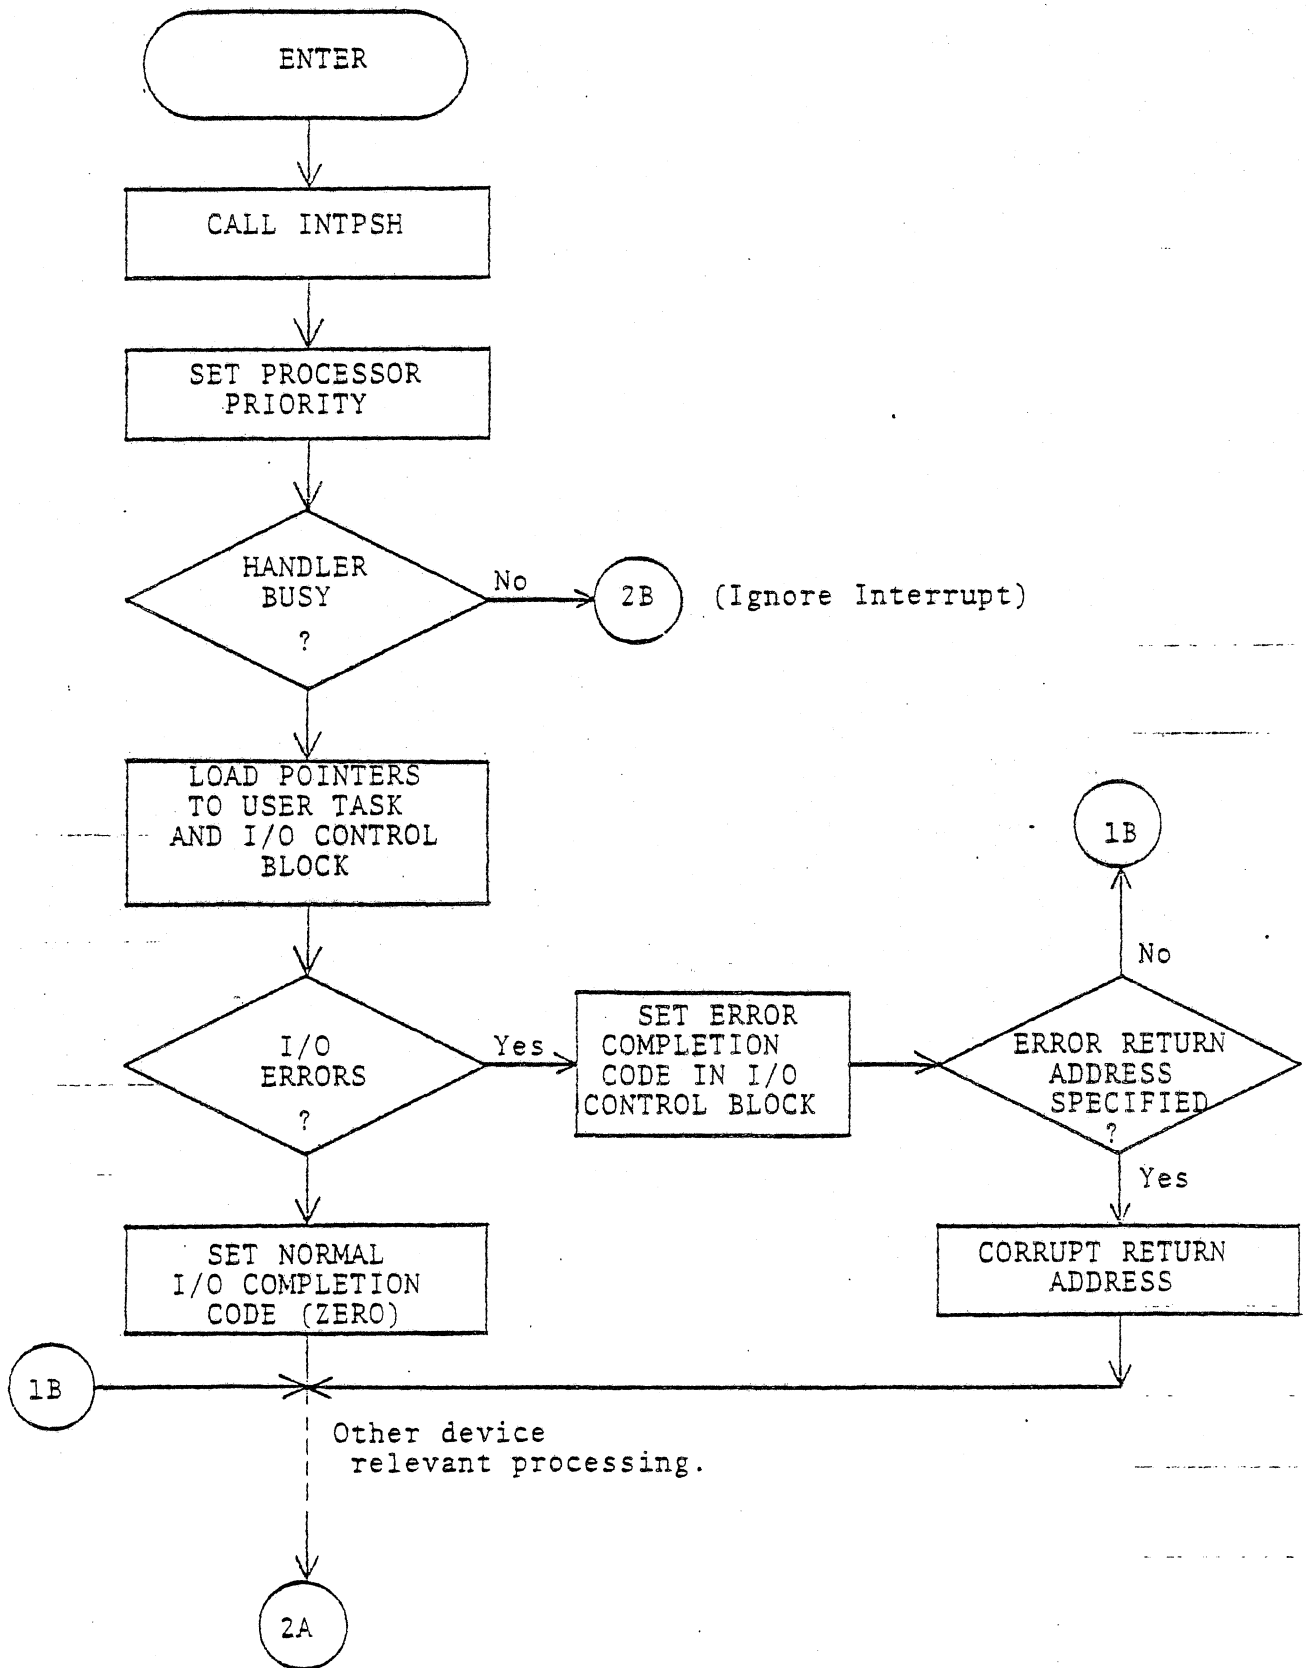 ENTER
CALL INTPSH
SET PROCESSOR
PRIORITY
HANDLER
BUSY
?
No
2B
(Ignore Interrupt)
LOAD POINTERS
TO USER TASK
AND I/O CONTROL
BLOCK
I/O
ERRORS
?
Yes
SET ERROR
COMPLETION
CODE IN I/O
CONTROL BLOCK
ERROR RETURN
ADDRESS
SPECIFIED
?
No
1B
Yes
CORRUPT RETURN
ADDRESS
SET NORMAL
I/O COMPLETION
CODE (ZERO)
1B
Other device
relevant processing.
2A